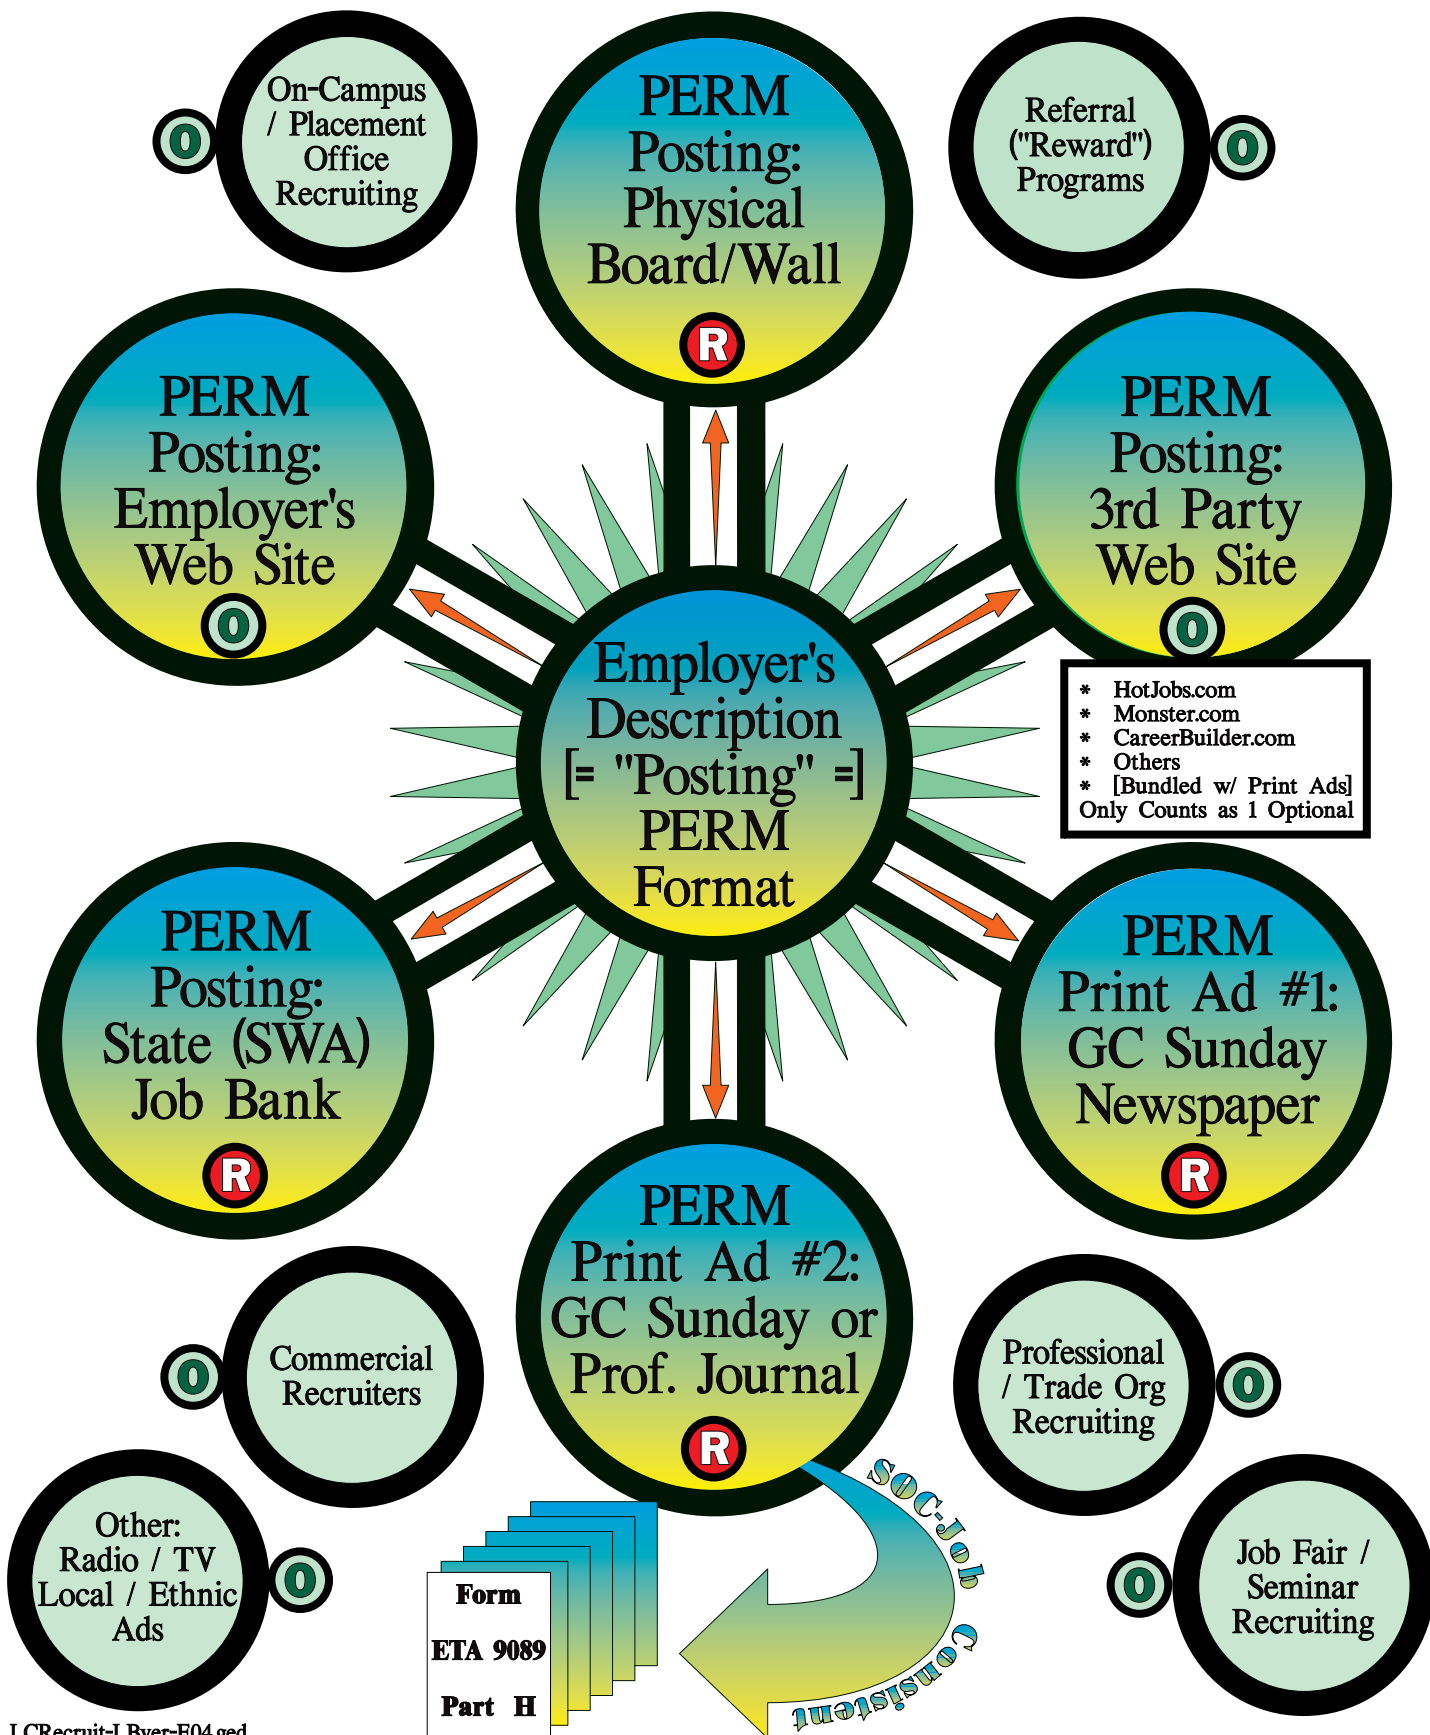 On-Campus
/ Placement
Office
Recruiting
O
PERM
Posting:
Physical
Board/Wall
R
Referral
("Reward")
Programs
O
PERM
Posting:
Employer's
Web Site
O
PERM
Posting:
3rd Party
Web Site
O
* HotJobs.com
* Monster.com
* CareerBuilder.com
* Others
* [Bundled w/ Print Ads]
Only Counts as 1 Optional
Employer's
Description
[= "Posting" =]
PERM
Format
PERM
Posting:
State (SWA)
Job Bank
R
PERM
Print Ad #1:
GC Sunday
Newspaper
R
PERM
Print Ad #2:
GC Sunday or
Prof. Journal
R
Commercial
Recruiters
O
Professional
/ Trade Org
Recruiting
O
Other:
Radio / TV
Local / Ethnic
Ads
O
Job Fair /
Seminar
Recruiting
O
SOC-Job Consistent
Form
ETA 9089
Part H
LCRecruit-LByer-E04.ged